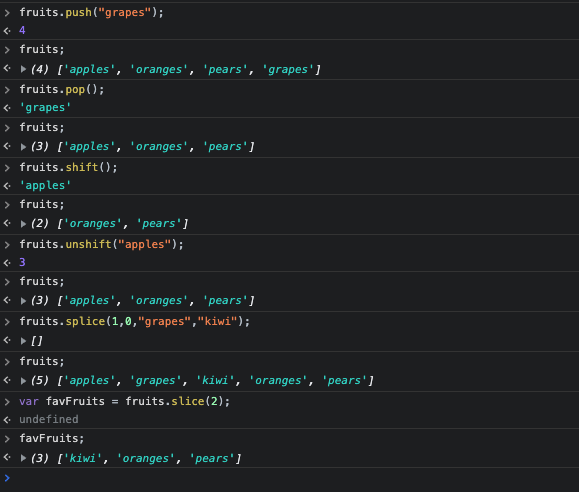 > fruits.push("grapes");
<· 4
> fruits;
<· ▶ (4) ['apples', 'oranges', 'pears', 'grapes']
> fruits.pop();
<· 'grapes'
> fruits;
<· ▶ (3) ['apples', 'oranges', 'pears']
> fruits.shift();
<· 'apples'
> fruits;
<· ▶ (2) ['oranges', 'pears']
> fruits.unshift("apples");
<· 3
> fruits;
<· ▶ (3) ['apples', 'oranges', 'pears']
> fruits.splice(1,0,"grapes","kiwi");
<· ▶ []
> fruits;
<· ▶ (5) ['apples', 'grapes', 'kiwi', 'oranges', 'pears']
> var favFruits = fruits.slice(2);
<· undefined
> favFruits;
<· ▶ (3) ['kiwi', 'oranges', 'pears']
>